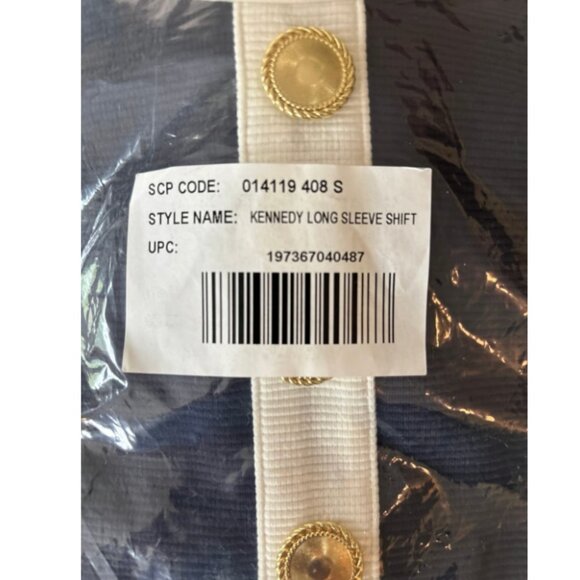 SCP CODE: 014119 408 S
STYLE NAME: KENNEDY LONG SLEEVE SHIFT
UPC:
197367040487